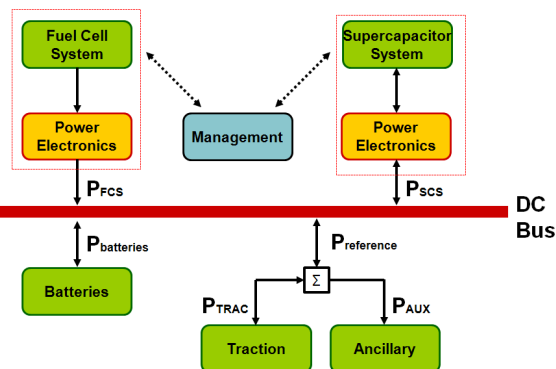 Fuel Cell
System
Supercapacitor
System
Power
Electronics
Management
Power
Electronics
PFCS
PSCS
DC
Bus
Pbatteries
Preference
Batteries
Σ
PTRAC
PAUX
Traction
Ancillary